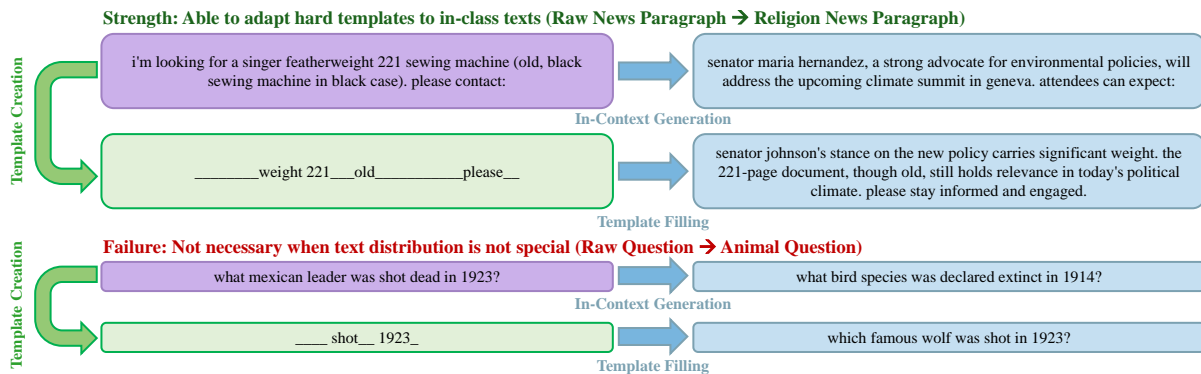 Strength: Able to adapt hard templates to in-class texts (Raw News Paragraph → Religion News Paragraph)
Template Creation
i'm looking for a singer featherweight 221 sewing machine (old, black
sewing machine in black case). please contact:
senator maria hernandez, a strong advocate for environmental policies, will
address the upcoming climate summit in geneva. attendees can expect:
In-Context Generation
________weight 221___old___________please__
senator johnson's stance on the new policy carries significant weight. the
221-page document, though old, still holds relevance in today's political
climate. please stay informed and engaged.
Template Filling
Failure: Not necessary when text distribution is not special (Raw Question → Animal Question)
Template Creation
what mexican leader was shot dead in 1923?
what bird species was declared extinct in 1914?
In-Context Generation
____ shot__ 1923_
which famous wolf was shot in 1923?
Template Filling